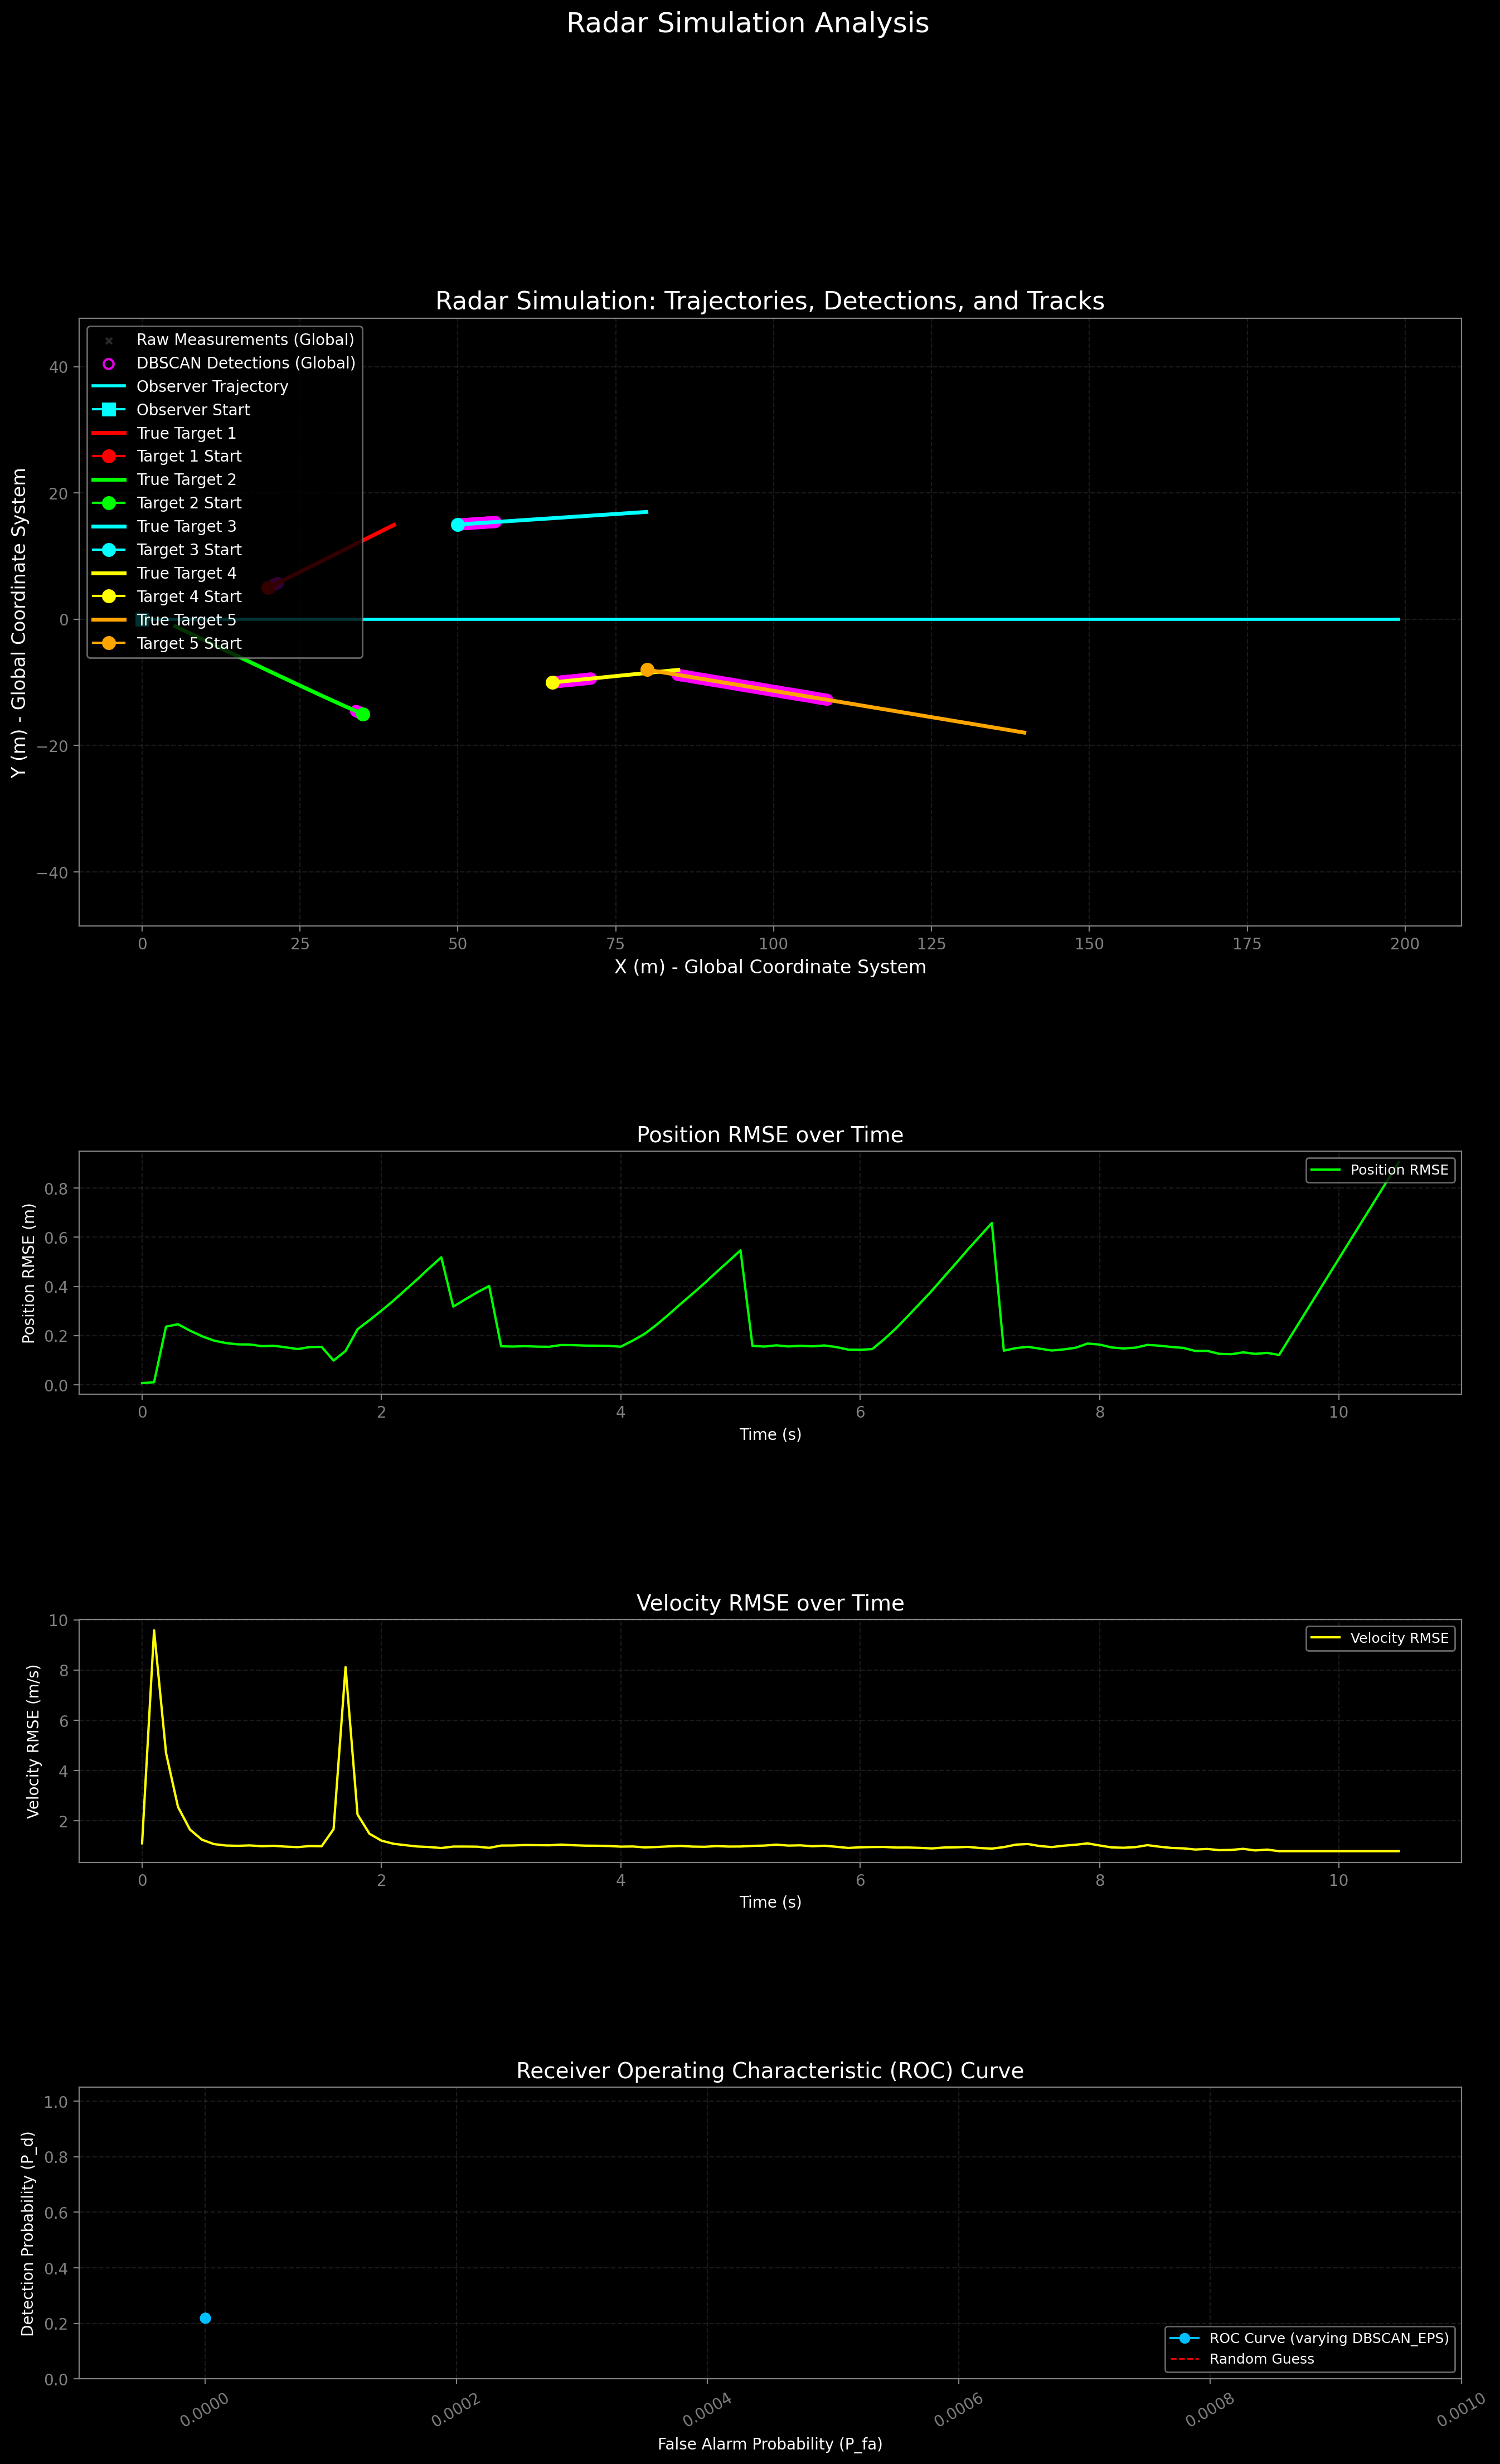 Radar Simulation Analysis
Radar Simulation: Trajectories, Detections, and Tracks
Raw Measurements (Global)
DBSCAN Detections (Global)
Observer Trajectory
Observer Start
True Target 1
Target 1 Start
True Target 2
Target 2 Start
True Target 3
Target 3 Start
True Target 4
Target 4 Start
True Target 5
Target 5 Start
Y (m) - Global Coordinate System
40
20
0
−20
−40
0 25 50 75 100 125 150 175 200
X (m) - Global Coordinate System
Position RMSE over Time
Position RMSE
Position RMSE (m)
0.8
0.6
0.4
0.2
0.0
0 2 4 6 8 10
Time (s)
Velocity RMSE over Time
Velocity RMSE
Velocity RMSE (m/s)
10
8
6
4
2
0 2 4 6 8 10
Time (s)
Receiver Operating Characteristic (ROC) Curve
Detection Probability (P_d)
1.0
0.8
0.6
0.4
0.2
0.0
ROC Curve (varying DBSCAN_EPS)
Random Guess
0.0000 0.0002 0.0004 0.0006 0.0008 0.0010
False Alarm Probability (P_fa)